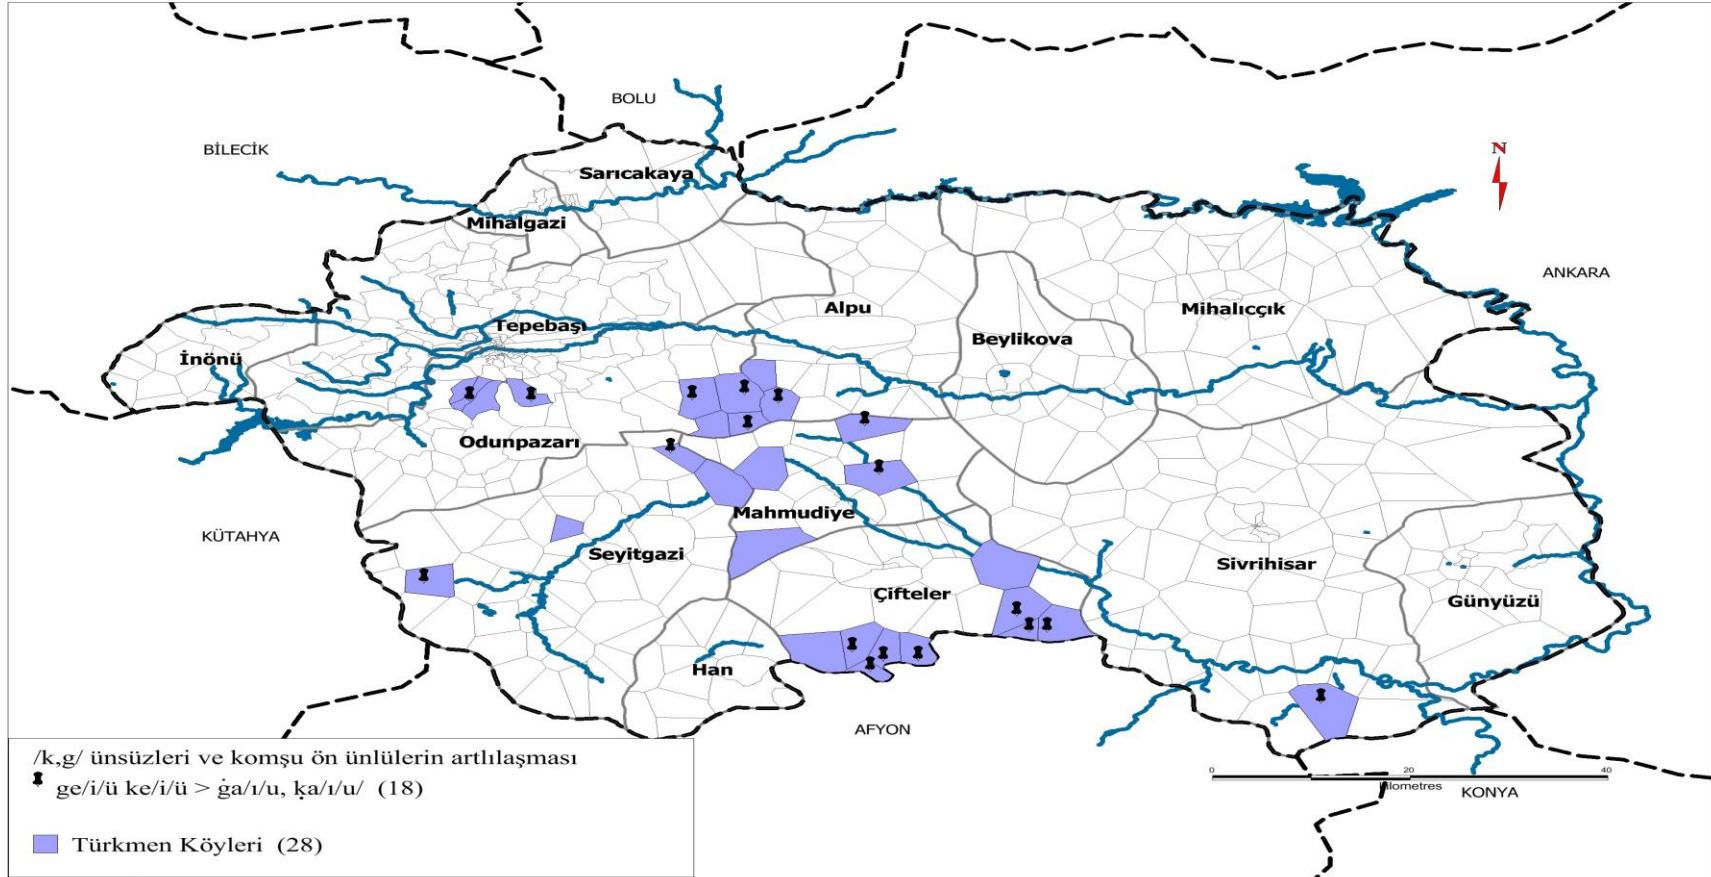 BOLU
BİLECİK
N
Sarıcakaya
Mihalgazi
ANKARA
Alpu
Mihalıccık
Tepebaşı
Beylikova
İnönü
Odunpazarı
Mahmudiye
KÜTAHYA
Seyitgazi
Sivrihisar
Çifteler
Günyüzü
Han
AFYON
/k,g/ ünsüzleri ve komşu ön ünlülerin artlılaşması
ge/i/ü ke/i/ü > ġa/ı/u, ḳa/ı/u/ (18)
Türkmen Köyleri (28)
0 20 40
kilometres
KONYA